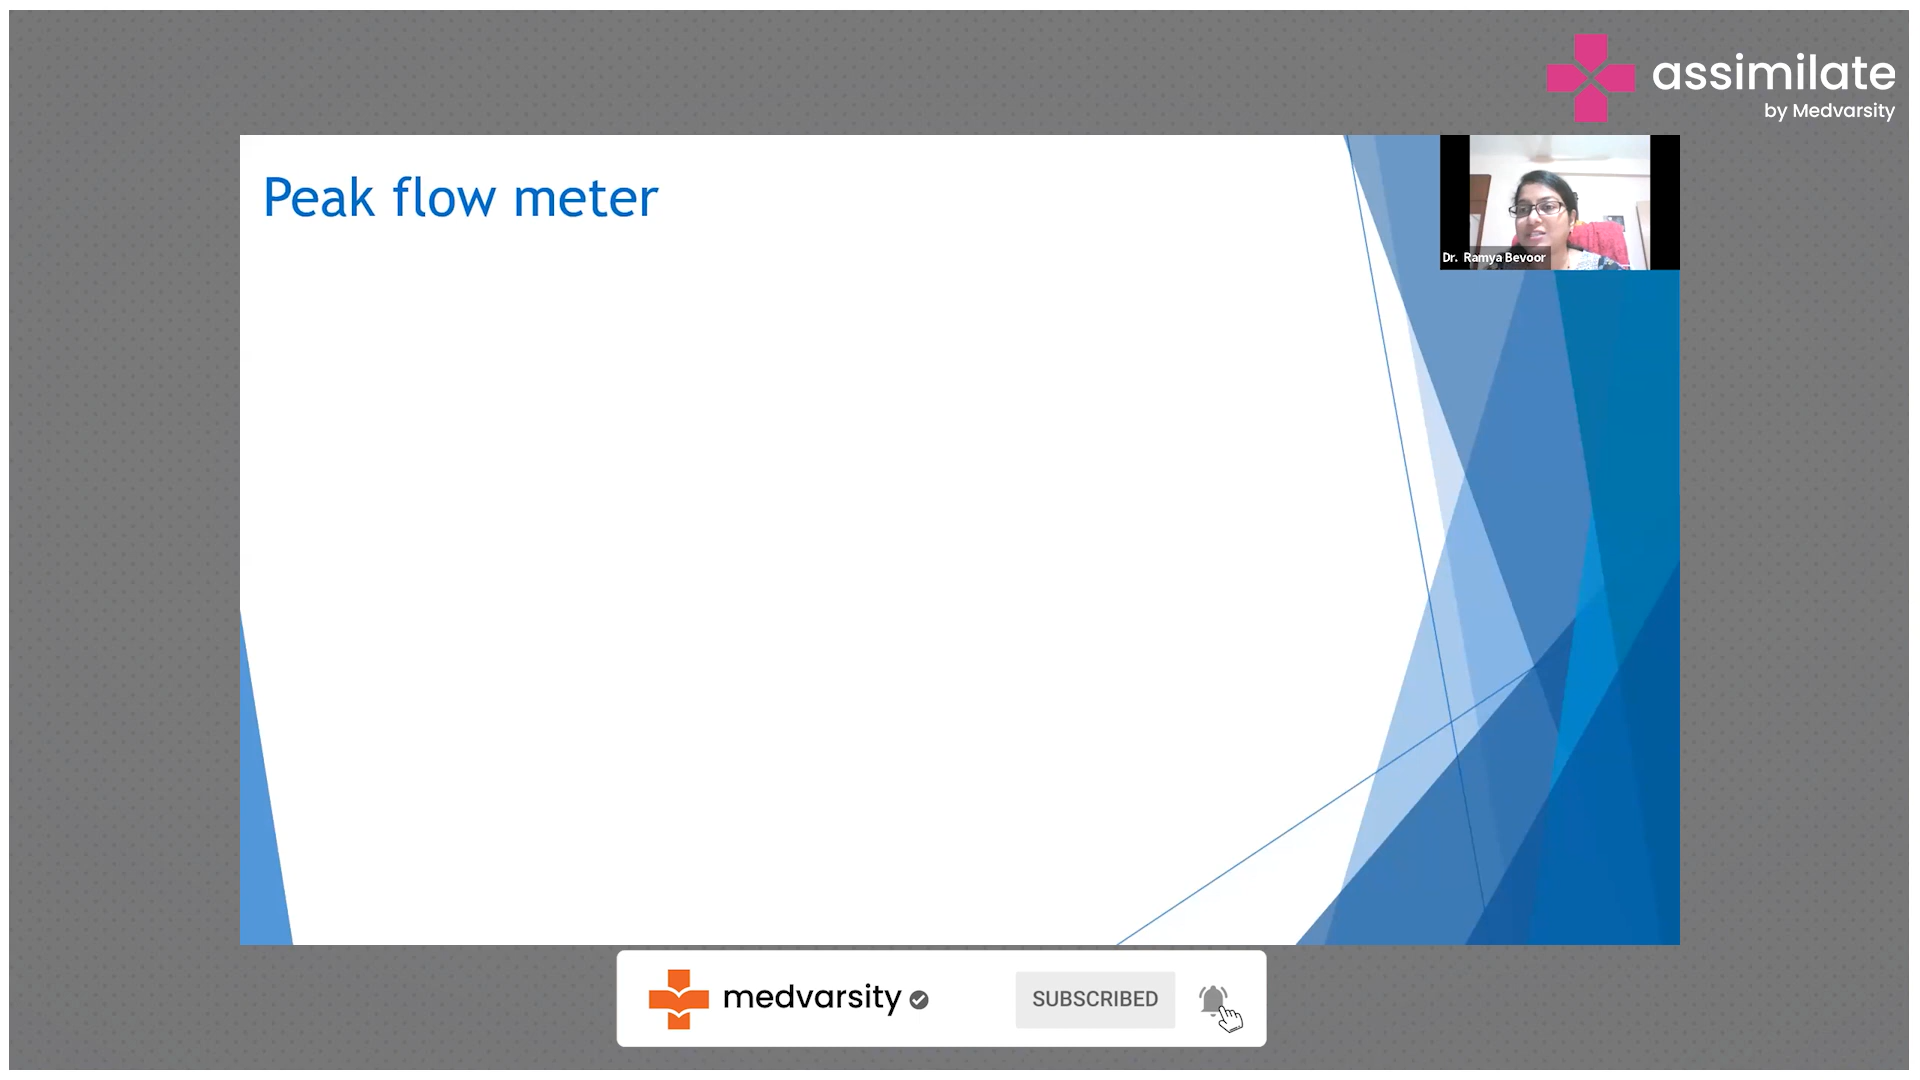 assimilate
by Medvarsity
Peak flow meter
Dr. Ramya Bevoor
medvarsity
SUBSCRIBED